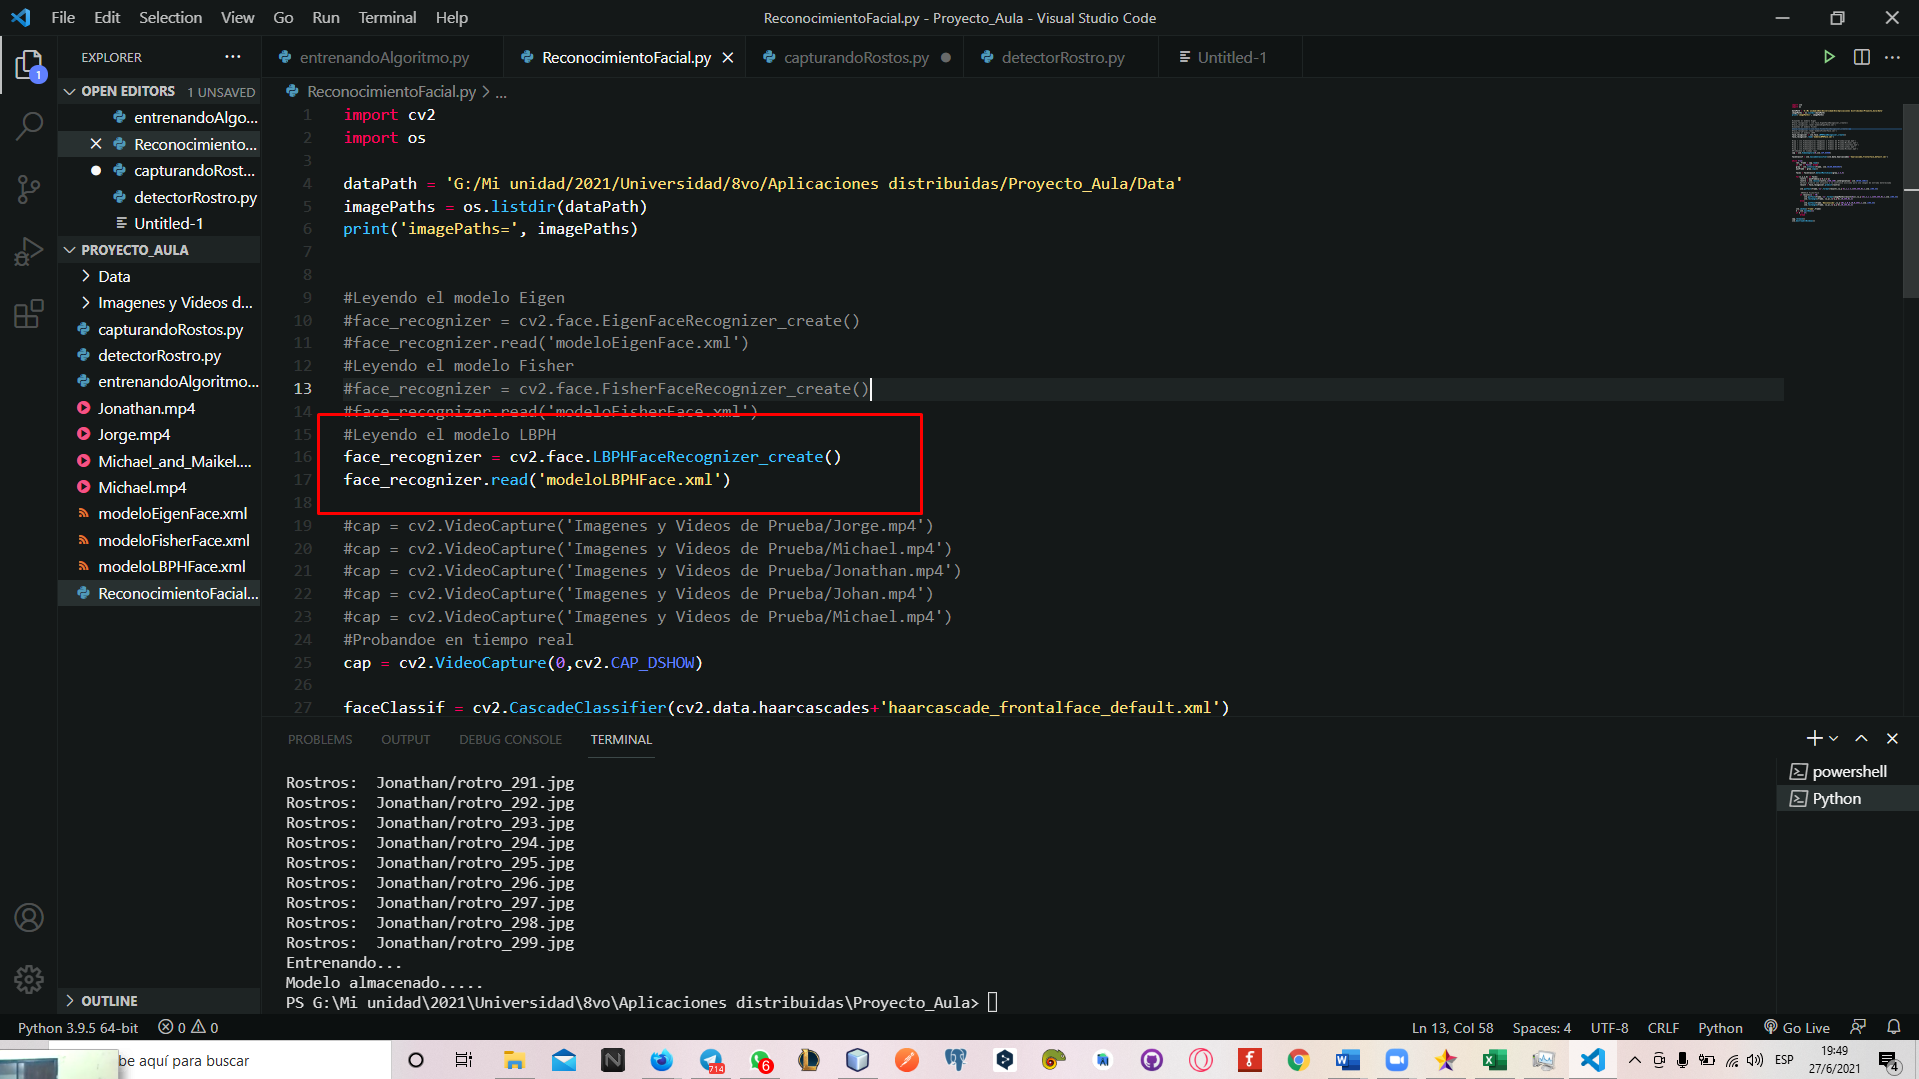 File Edit Selection View Go Run Terminal Help
ReconocimientoFacial.py - Proyecto_Aula - Visual Studio Code
EXPLORER
OPEN EDITORS 1 UNSAVED
entrenandoAlgo...
Reconocimiento...
capturandoRost...
detectorRostro.py
Untitled-1
PROYECTO_AULA
Data
Imagenes y Videos d...
capturandoRostos.py
detectorRostro.py
entrenandoAlgoritmo...
Jonathan.mp4
Jorge.mp4
Michael_and_Maikel....
Michael.mp4
modeloEigenFace.xml
modeloFisherFace.xml
modeloLBPHFace.xml
ReconocimientoFacial...
OUTLINE
1
entrenandoAlgoritmo.py ReconocimientoFacial.py capturandoRostos.py detectorRostro.py Untitled-1
ReconocimientoFacial.py > ...
1 import cv2
2 import os
3
4 dataPath = 'G:/Mi unidad/2021/Universidad/8vo/Aplicaciones distribuidas/Proyecto_Aula/Data'
5 imagePaths = os.listdir(dataPath)
6 print('imagePaths=', imagePaths)
7
8
9 #Leyendo el modelo Eigen
10 #face_recognizer = cv2.face.EigenFaceRecognizer_create()
11 #face_recognizer.read('modeloEigenFace.xml')
12 #Leyendo el modelo Fisher
13 #face_recognizer = cv2.face.FisherFaceRecognizer_create()
14 #face_recognizer.read('modeloFisherFace.xml')
15 #Leyendo el modelo LBPH
16 face_recognizer = cv2.face.LBPHFaceRecognizer_create()
17 face_recognizer.read('modeloLBPHFace.xml')
18
19 #cap = cv2.VideoCapture('Imagenes y Videos de Prueba/Jorge.mp4')
20 #cap = cv2.VideoCapture('Imagenes y Videos de Prueba/Michael.mp4')
21 #cap = cv2.VideoCapture('Imagenes y Videos de Prueba/Jonathan.mp4')
22 #cap = cv2.VideoCapture('Imagenes y Videos de Prueba/Johan.mp4')
23 #cap = cv2.VideoCapture('Imagenes y Videos de Prueba/Michael.mp4')
24 #Probandoe en tiempo real
25 cap = cv2.VideoCapture(0,cv2.CAP_DSHOW)
26
27 faceClassif = cv2.CascadeClassifier(cv2.data.haarcascades+'haarcascade_frontalface_default.xml')
PROBLEMS OUTPUT DEBUG CONSOLE TERMINAL
Rostros: Jonathan/rotro_291.jpg
Rostros: Jonathan/rotro_292.jpg
Rostros: Jonathan/rotro_293.jpg
Rostros: Jonathan/rotro_294.jpg
Rostros: Jonathan/rotro_295.jpg
Rostros: Jonathan/rotro_296.jpg
Rostros: Jonathan/rotro_297.jpg
Rostros: Jonathan/rotro_298.jpg
Rostros: Jonathan/rotro_299.jpg
Entrenando...
Modelo almacenado.....
PS G:\Mi unidad\2021\Universidad\8vo\Aplicaciones distribuidas\Proyecto_Aula>
powershell
Python
Python 3.9.5 64-bit 0 0
Ln 13, Col 58 Spaces: 4 UTF-8 CRLF Python Go Live
be aquí para buscar
714
6
ESP
19:49
27/6/2021
4